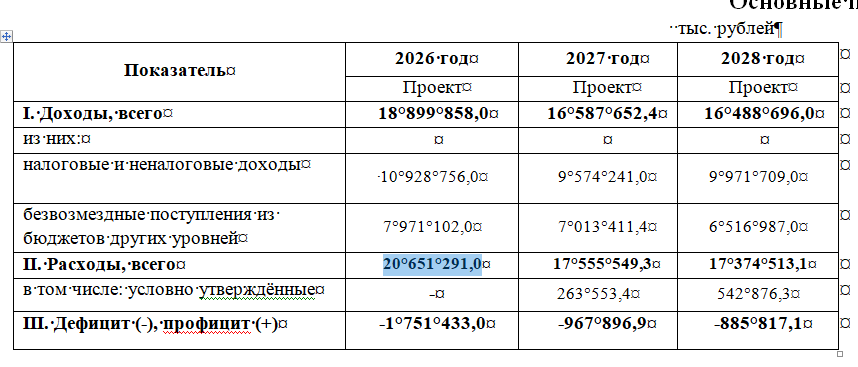 Основные п
тыс. рублей¶
Показатель¤ 2026 год¤ 2027 год¤ 2028 год¤ ¤
Проект¤ Проект¤ Проект¤ ¤
I. Доходы, всего¤ 18°899°858,0¤ 16°587°652,4¤ 16°488°696,0¤ ¤
из них:¤ ¤ ¤ ¤ ¤
налоговые и неналоговые доходы¤ 10°928°756,0¤ 9°574°241,0¤ 9°971°709,0¤ ¤
безвозмездные поступления из
бюджетов других уровней¤ 7°971°102,0¤ 7°013°411,4¤ 6°516°987,0¤ ¤
II. Расходы, всего¤ 20°651°291,0¤ 17°555°549,3¤ 17°374°513,1¤ ¤
в том числе: условно утверждённые¤ -¤ 263°553,4¤ 542°876,3¤ ¤
III. Дефицит (-), профицит (+)¤ -1°751°433,0¤ -967°896,9¤ -885°817,1¤ ¤